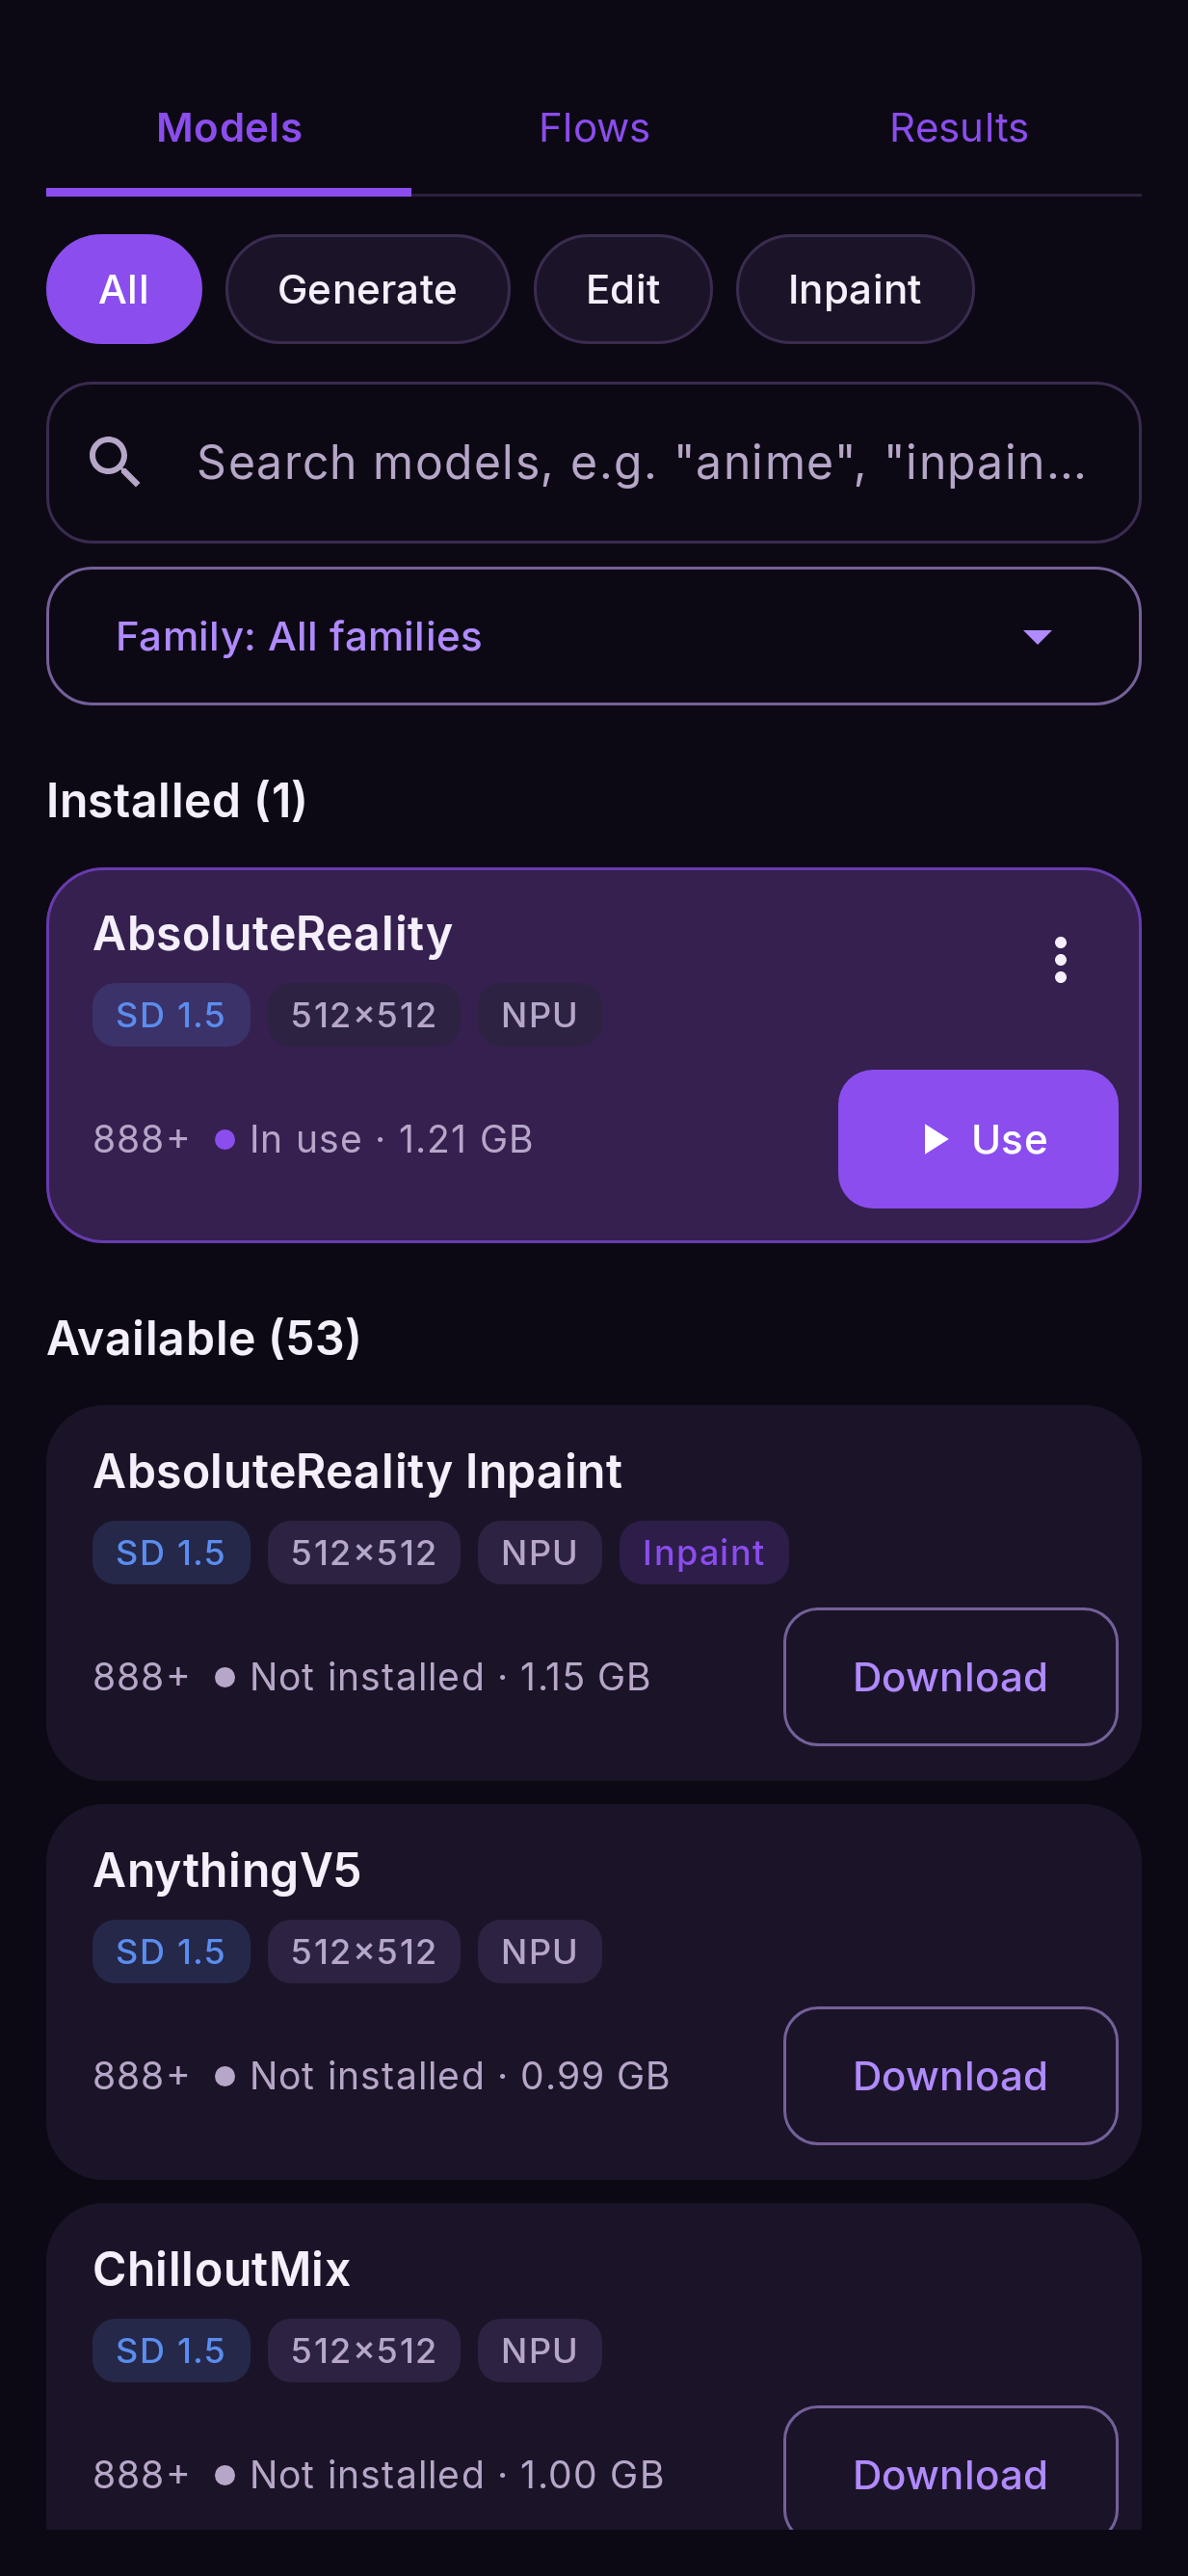 Models Flows Results
All Generate Edit Inpaint
Search models, e.g. "anime", "inpain...
Family: All families
Installed (1)
AbsoluteReality
SD 1.5 512×512 NPU
888+ In use · 1.21 GB Use
Available (53)
AbsoluteReality Inpaint
SD 1.5 512×512 NPU Inpaint
888+ Not installed · 1.15 GB Download
AnythingV5
SD 1.5 512×512 NPU
888+ Not installed · 0.99 GB Download
ChilloutMix
SD 1.5 512×512 NPU
888+ Not installed · 1.00 GB Download